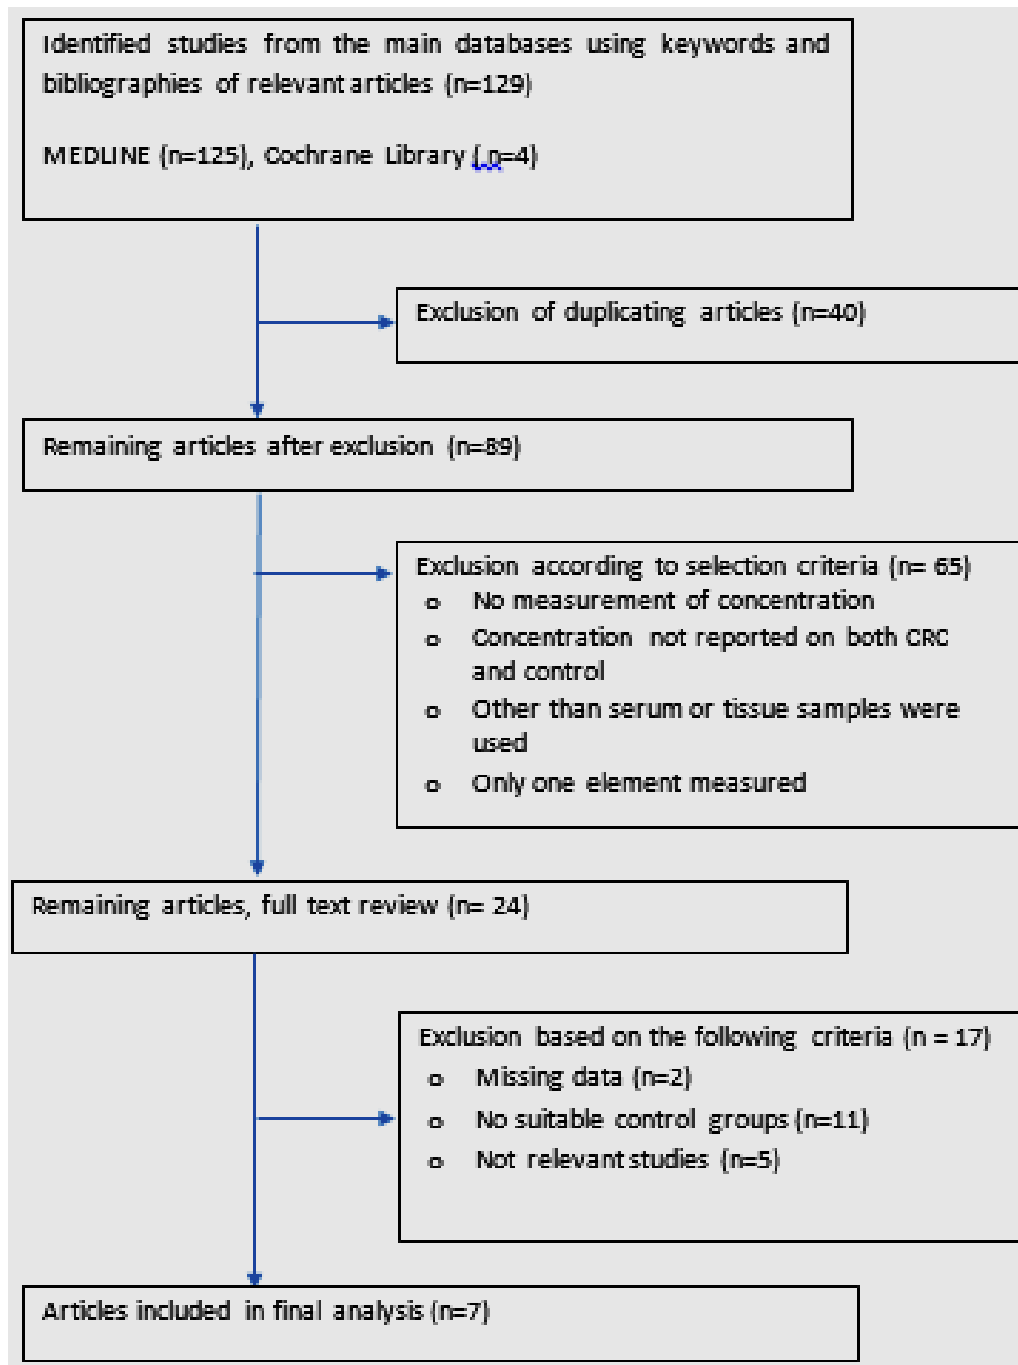 Identified studies from the main databases using keywords and
bibliographies of relevant articles (n=129)
MEDLINE (n=125), Cochrane Library ( n=4)
Exclusion of duplicating articles (n=40)
Remaining articles after exclusion (n=89)
Exclusion according to selection criteria (n= 65)
o No measurement of concentration
o Concentration not reported on both CRC
and control
o Other than serum or tissue samples were
used
o Only one element measured
Remaining articles, full text review (n= 24)
Exclusion based on the following criteria (n = 17)
o Missing data (n=2)
o No suitable control groups (n=11)
o Not relevant studies (n=5)
Articles included in final analysis (n=7)